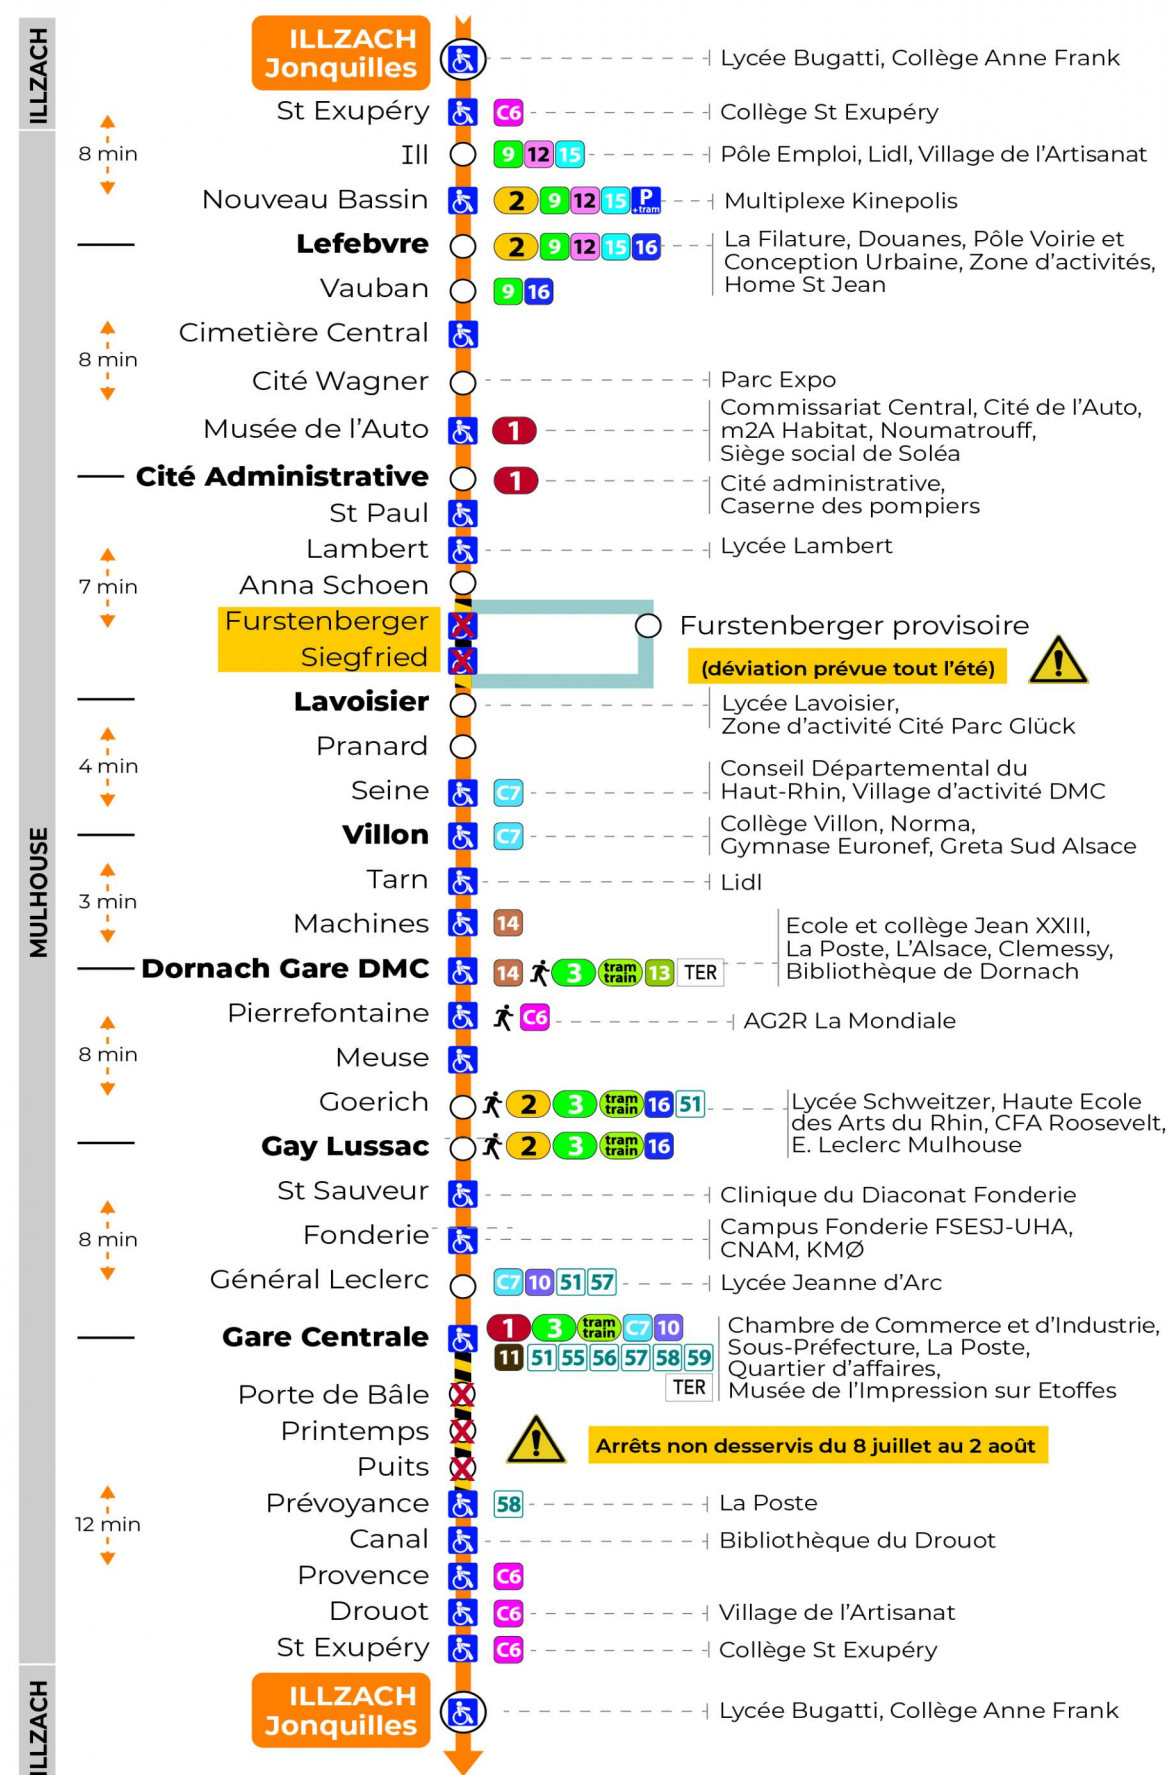 ILLZACH
ILLZACH
Jonquilles
Lycée Bugatti, Collège Anne Frank
St Exupéry C6 Collège St Exupéry
MULHOUSE
8 min
Ill 9 12 15 Pôle Emploi, Lidl, Village de l'Artisanat
Nouveau Bassin 2 9 12 15 P +tram Multiplexe Kinepolis
Lefebvre 2 9 12 15 16
La Filature, Douanes, Pôle Voirie et
Conception Urbaine, Zone d'activités,
Home St Jean
Vauban 9 16
Cimetière Central
8 min
Cité Wagner Parc Expo
Musée de l'Auto 1
Commissariat Central, Cité de l'Auto,
m2A Habitat, Noumatrouff,
Siège social de Soléa
Cité Administrative 1
Cité administrative,
Caserne des pompiers
St Paul
Lambert Lycée Lambert
7 min
Anna Schoen
Furstenberger
Siegfried
Furstenberger provisoire
(déviation prévue tout l'été)
Lavoisier
Lycée Lavoisier,
Zone d'activité Cité Parc Glück
Pranard
4 min
Seine C7
Conseil Départemental du
Haut-Rhin, Village d'activité DMC
Villon C7
Collège Villon, Norma,
Gymnase Euronef, Greta Sud Alsace
Tarn Lidl
3 min
Machines 14
Dornach Gare DMC 14 3 tram train 13 TER
Ecole et collège Jean XXIII,
La Poste, L'Alsace, Clemessy,
Bibliothèque de Dornach
Pierrefontaine C6 AG2R La Mondiale
8 min
Meuse
Goerich 2 3 tram train 16 51
Lycée Schweitzer, Haute Ecole
des Arts du Rhin, CFA Roosevelt,
E. Leclerc Mulhouse
Gay Lussac 2 3 tram train 16
St Sauveur Clinique du Diaconat Fonderie
8 min
Fonderie
Campus Fonderie FSESJ-UHA,
CNAM, KMØ
Général Leclerc C7 10 51 57 Lycée Jeanne d'Arc
Gare Centrale 1 3 tram train C7 10
11 51 55 56 57 58 59
TER
Chambre de Commerce et d'Industrie,
Sous-Préfecture, La Poste,
Quartier d'affaires,
Musée de l'Impression sur Etoffes
Porte de Bâle
Printemps
Puits
Arrêts non desservis du 8 juillet au 2 août
12 min
Prévoyance 58 La Poste
Canal Bibliothèque du Drouot
Provence C6
Drouot C6 Village de l'Artisanat
St Exupéry C6 Collège St Exupéry
ILLZACH
ILLZACH
Jonquilles
Lycée Bugatti, Collège Anne Frank